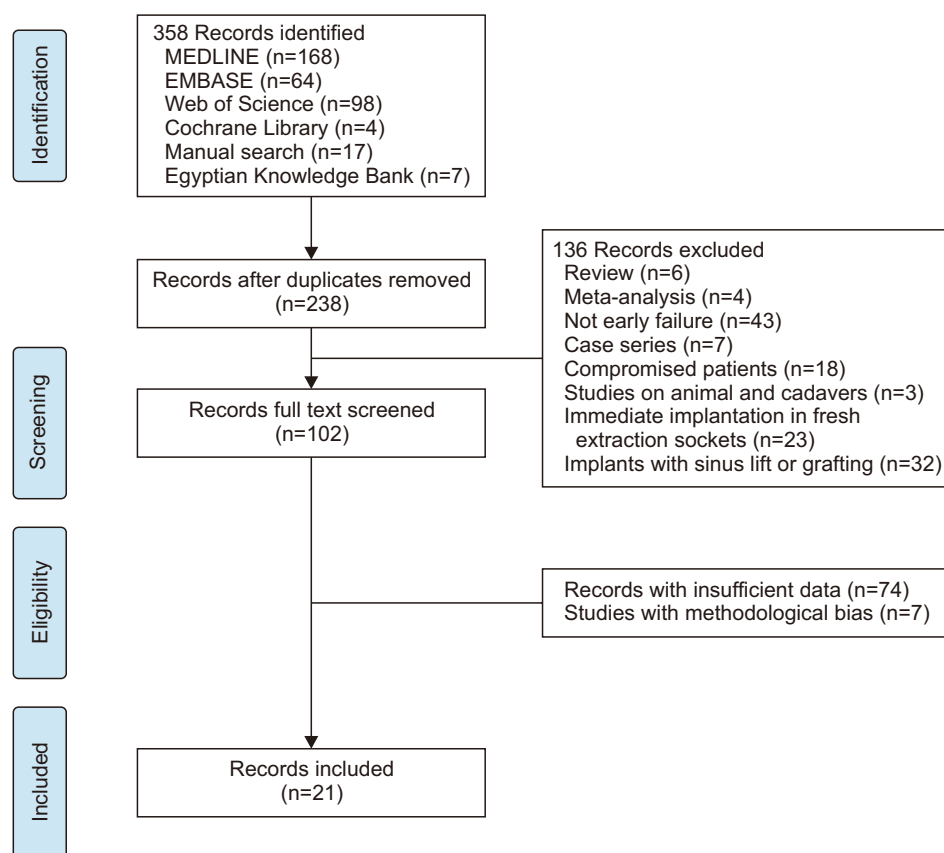 Identification
358 Records identified
MEDLINE (n=168)
EMBASE (n=64)
Web of Science (n=98)
Cochrane Library (n=4)
Manual search (n=17)
Egyptian Knowledge Bank (n=7)
Records after duplicates removed
(n=238)
136 Records excluded
Review (n=6)
Meta-analysis (n=4)
Not early failure (n=43)
Case series (n=7)
Compromised patients (n=18)
Studies on animal and cadavers (n=3)
Immediate implantation in fresh
extraction sockets (n=23)
Implants with sinus lift or grafting (n=32)
Screening
Records full text screened
(n=102)
Eligibility
Records with insufficient data (n=74)
Studies with methodological bias (n=7)
Included
Records included
(n=21)